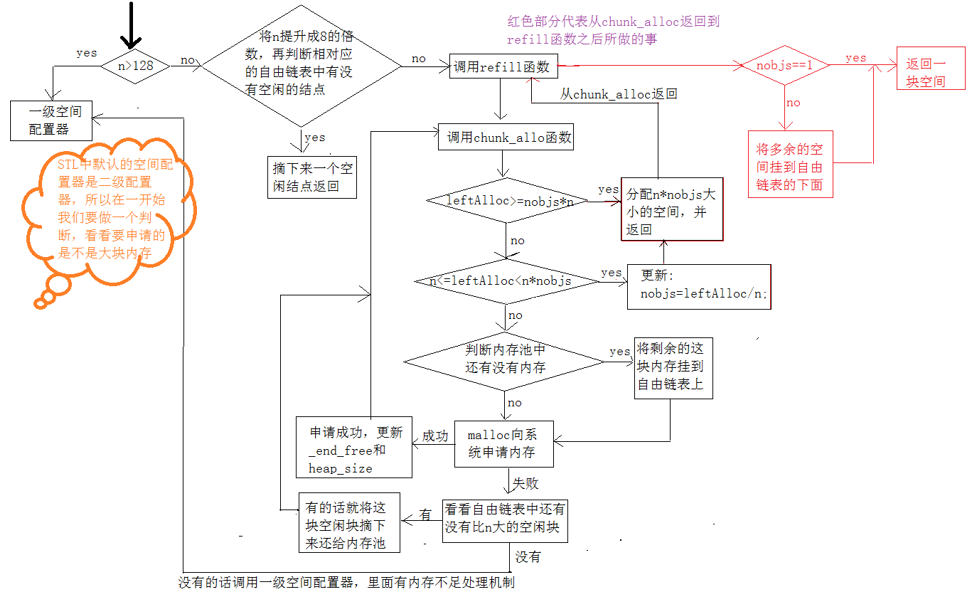 红色部分代表从chunk_alloc返回到
refill函数之后所做的事
将n提升成8的倍
数，再判断相对应
的自由链表中有没
有空闲的结点
yes
n>128
no
no
调用refill函数
nobjs==1
yes
返回一
块空间
从chunk_alloc返回
一级空间
配置器
yes
no
摘下来一个空
闲结点返回
调用chunk_allo函数
将多余的空
间挂到自由
链表的下面
STL中默认的空间配
置器是二级配置
器，所以在一开始
我们要做一个判
断，看看要申请的
是不是大块内存
leftAlloc>=nobjs*n
yes
分配n*nobjs大
小的空间，并
返回
no
n<=leftAlloc<n*nobjs
yes
更新:
nobjs=leftAlloc/n;
no
判断内存池中
还有没有内存
yes
将剩余的这
块内存挂到
自由链表上
no
申请成功，更新
_end_free和
heap_size
成功
malloc向系
统申请内存
失败
有的话就将这
块空闲块摘下
来还给内存池
有
看看自由链表中还有
没有比n大的空闲块
没有
没有的话调用一级空间配置器，里面有内存不足处理机制